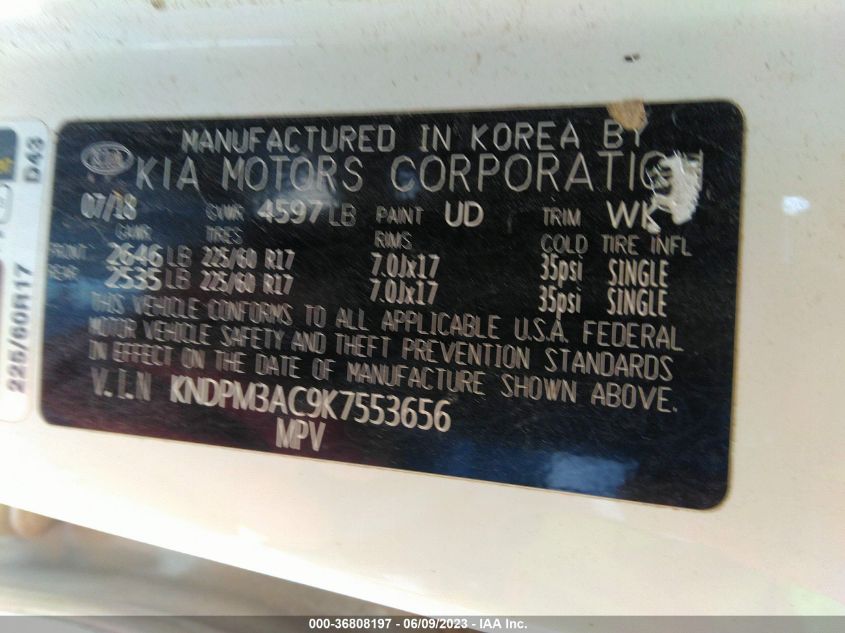 MANUFACTURED IN KOREA BY
KIA KIA MOTORS CORPORATIO
07/18 GVWR 4597 LB PAINT UD TRIM WK
GAWR TIRES RIMS COLD TIRE INFL
FRONT 2646 LB 225/60 R17 7.0Jx17 35psi SINGLE
REAR 2535 LB 225/60 R17 7.0Jx17 35psi SINGLE
THIS VEHICLE CONFORMS TO ALL APPLICABLE U.S.A. FEDERAL
MOTOR VEHICLE SAFETY AND THEFT PREVENTION STANDARDS
IN EFFECT ON THE DATE OF MANUFACTURE SHOWN ABOVE.
V.I.N KNDPM3AC9K7553656
MPV
D43
225/60R17
000-36808197 - 06/09/2023 - IAA Inc.